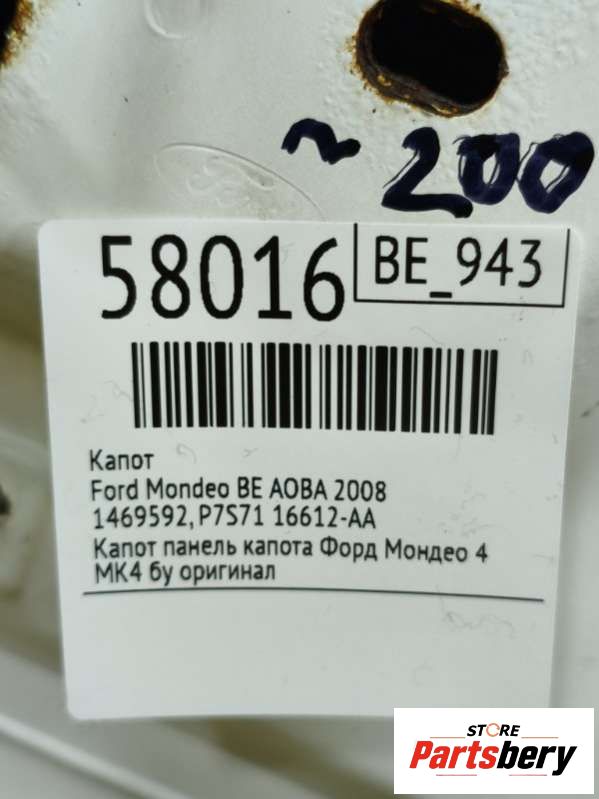 ~ 200
58016
BE_943
Капот
Ford Mondeo BE AOBA 2008
1469592, P7S71 16612-AA
Капот панель капота Форд Мондео 4
МК4 бу оригинал
STORE
Partsbery